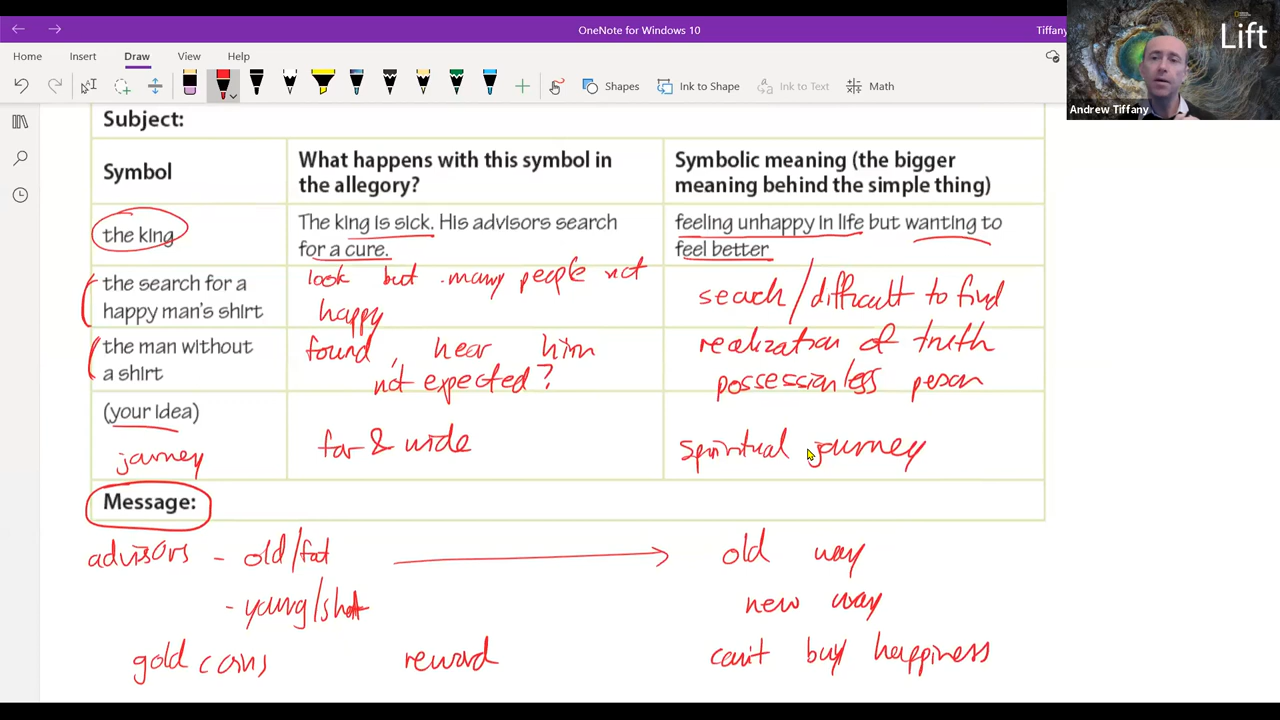 OneNote for Windows 10
Tiffany
Home Insert Draw View Help
Shapes Ink to Shape Ink to Text Math
Lift
Andrew Tiffany
Subject:
Symbol
What happens with this symbol in
the allegory?
Symbolic meaning (the bigger
meaning behind the simple thing)
the king
The king is sick. His advisors search
for a cure.
feeling unhappy in life but wanting to
feel better
the search for a
happy man's shirt
look but many people not
happy
search/difficult to find
the man without
a shirt
found, hear him
not expected?
realization of truth
possessionless person
(your idea)
journey
far & wide
spiritual journey
Message:
advisors - old/fat
old way
- young/short
new way
gold coins
reward
can't buy happiness